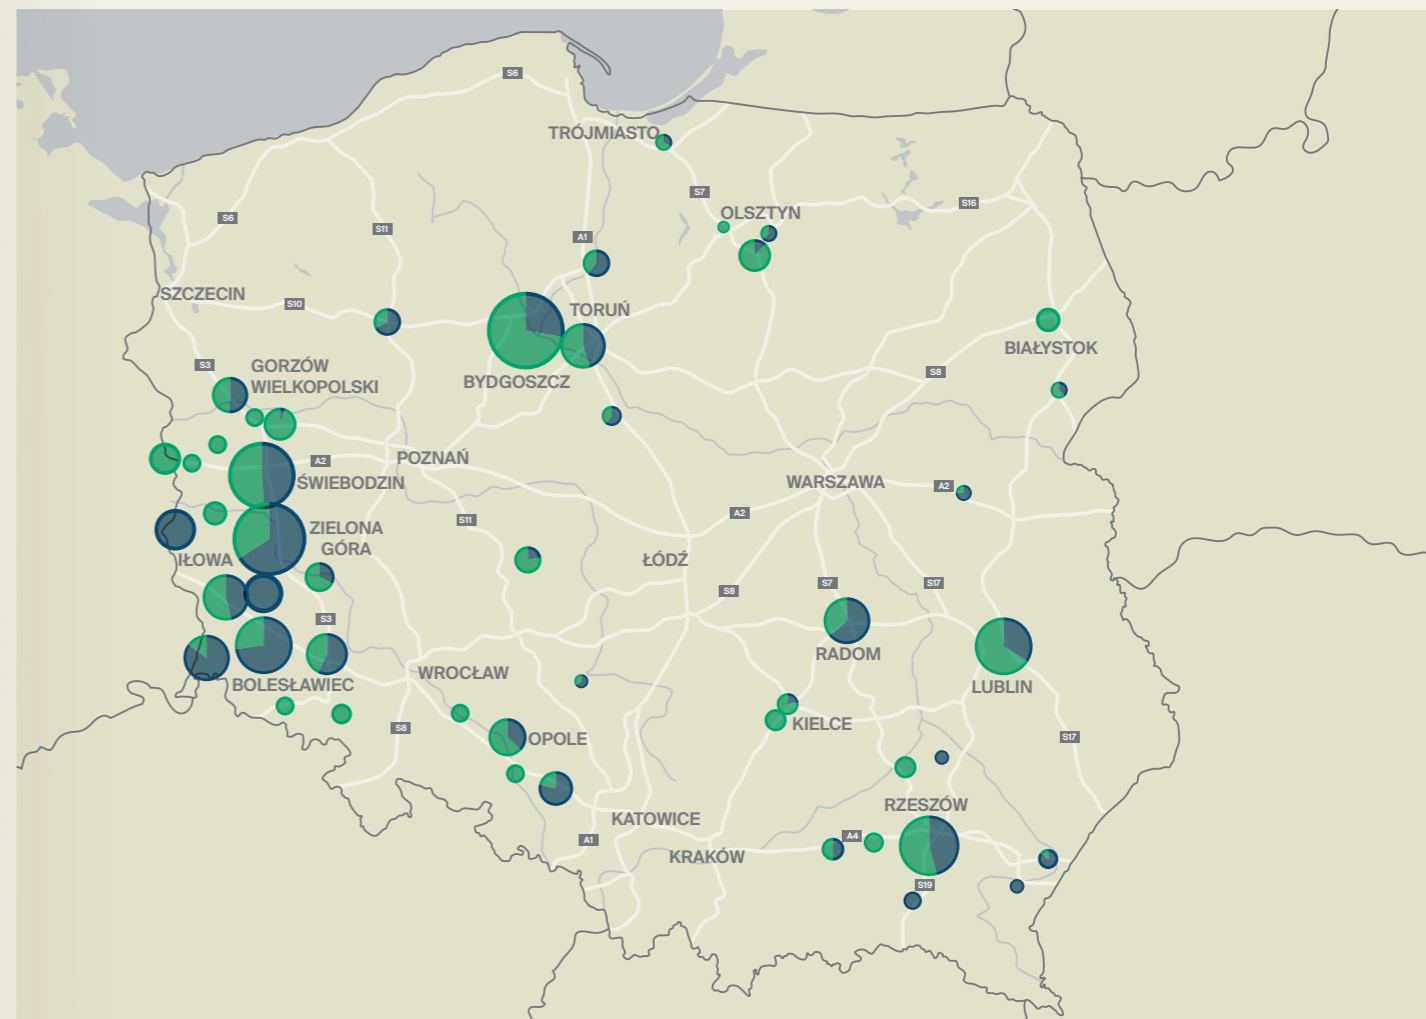 S6
TRÓJMIASTO
S7
S16
OLSZTYN
S6
S11
A1
SZCZECIN
S10
TORUŃ
BIAŁYSTOK
S3
GORZÓW
WIELKOPOLSKI
BYDGOSZCZ
S8
A2
POZNAŃ
ŚWIEBODZIN
WARSZAWA
A2
S11
A2
ZIELONA
GÓRA
IŁOWA
ŁÓDŹ
S8
S7
S17
S3
RADOM
WROCŁAW
BOLESŁAWIEC
LUBLIN
S8
OPOLE
KIELCE
S17
RZESZÓW
KATOWICE
A1
A4
KRAKÓW
S19